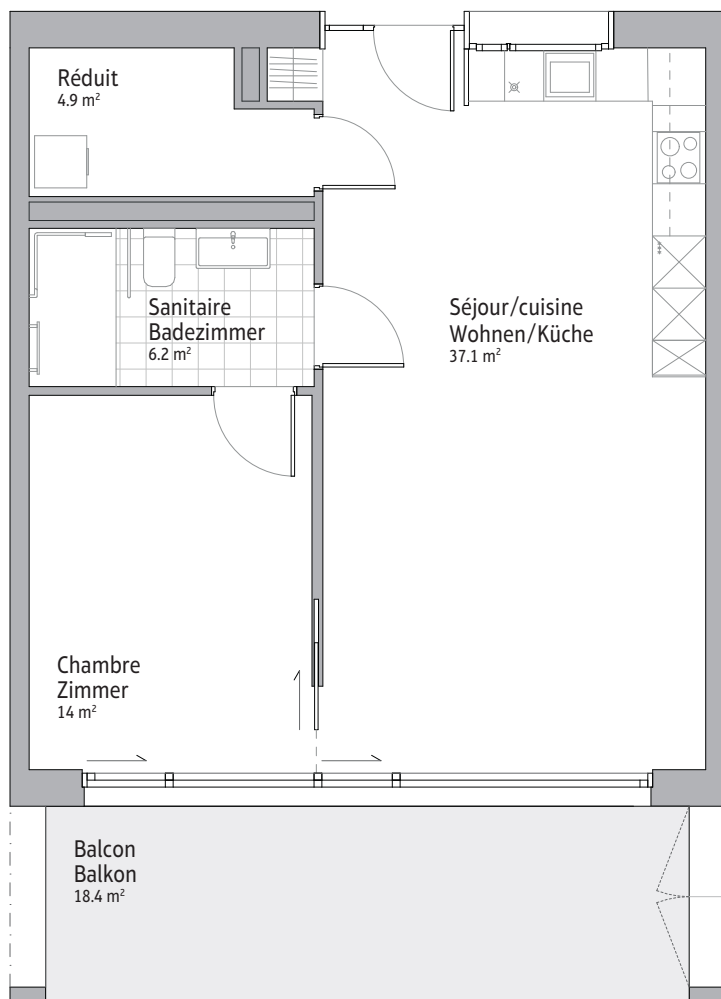 Réduit
4.9 m²
Sanitaire
Badezimmer
6.2 m²
Séjour/cuisine
Wohnen/Küche
37.1 m²
Chambre
Zimmer
14 m²
Balcon
Balkon
18.4 m²